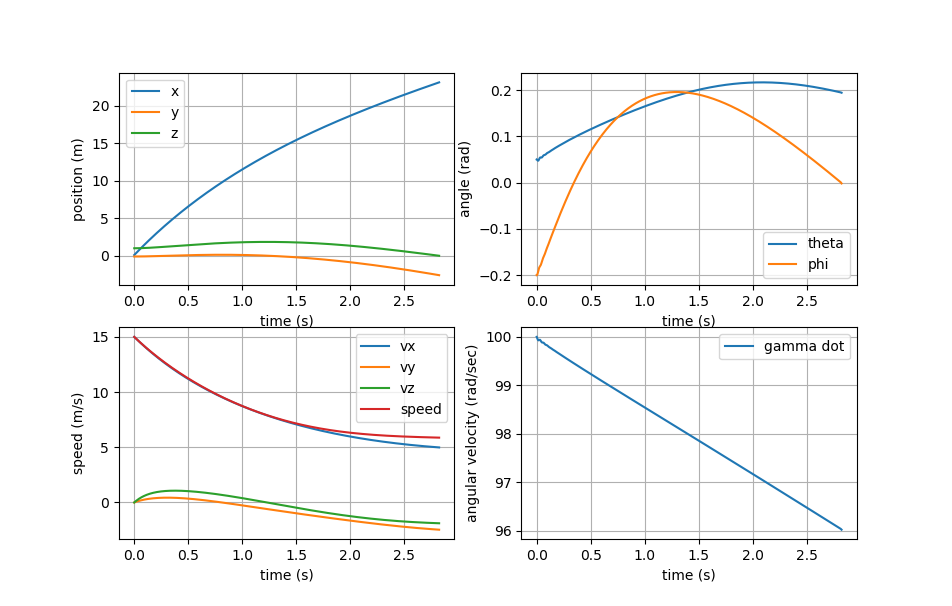 position (m)
20
15
10
5
0
x
y
z
0.0 0.5 1.0 1.5 2.0 2.5
time (s)
angle (rad)
0.2
0.1
0.0
−0.1
−0.2
theta
phi
0.0 0.5 1.0 1.5 2.0 2.5
time (s)
speed (m/s)
15
10
5
0
vx
vy
vz
speed
0.0 0.5 1.0 1.5 2.0 2.5
time (s)
angular velocity (rad/sec)
100
99
98
97
96
gamma dot
0.0 0.5 1.0 1.5 2.0 2.5
time (s)